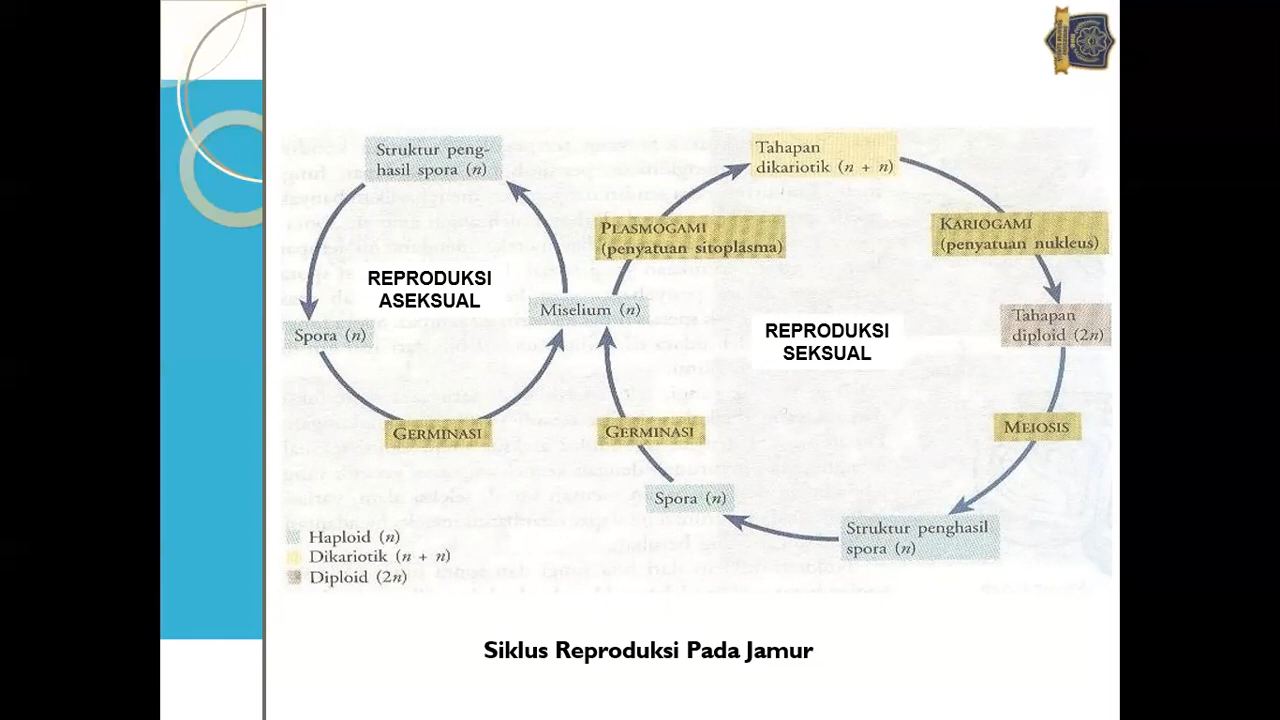 Struktur peng-
hasil spora (n)
REPRODUKSI
ASEKSUAL
Spora (n)
GERMINASI
Miselium (n)
PLASMOGAMI
(penyatuan sitoplasma)
Tahapan
dikariotik (n + n)
KARIOGAMI
(penyatuan nukleus)
Tahapan
diploid (2n)
REPRODUKSI
SEKSUAL
MEIOSIS
Struktur penghasil
spora (n)
Spora (n)
GERMINASI
Haploid (n)
Dikariotik (n + n)
Diploid (2n)
Siklus Reproduksi Pada Jamur